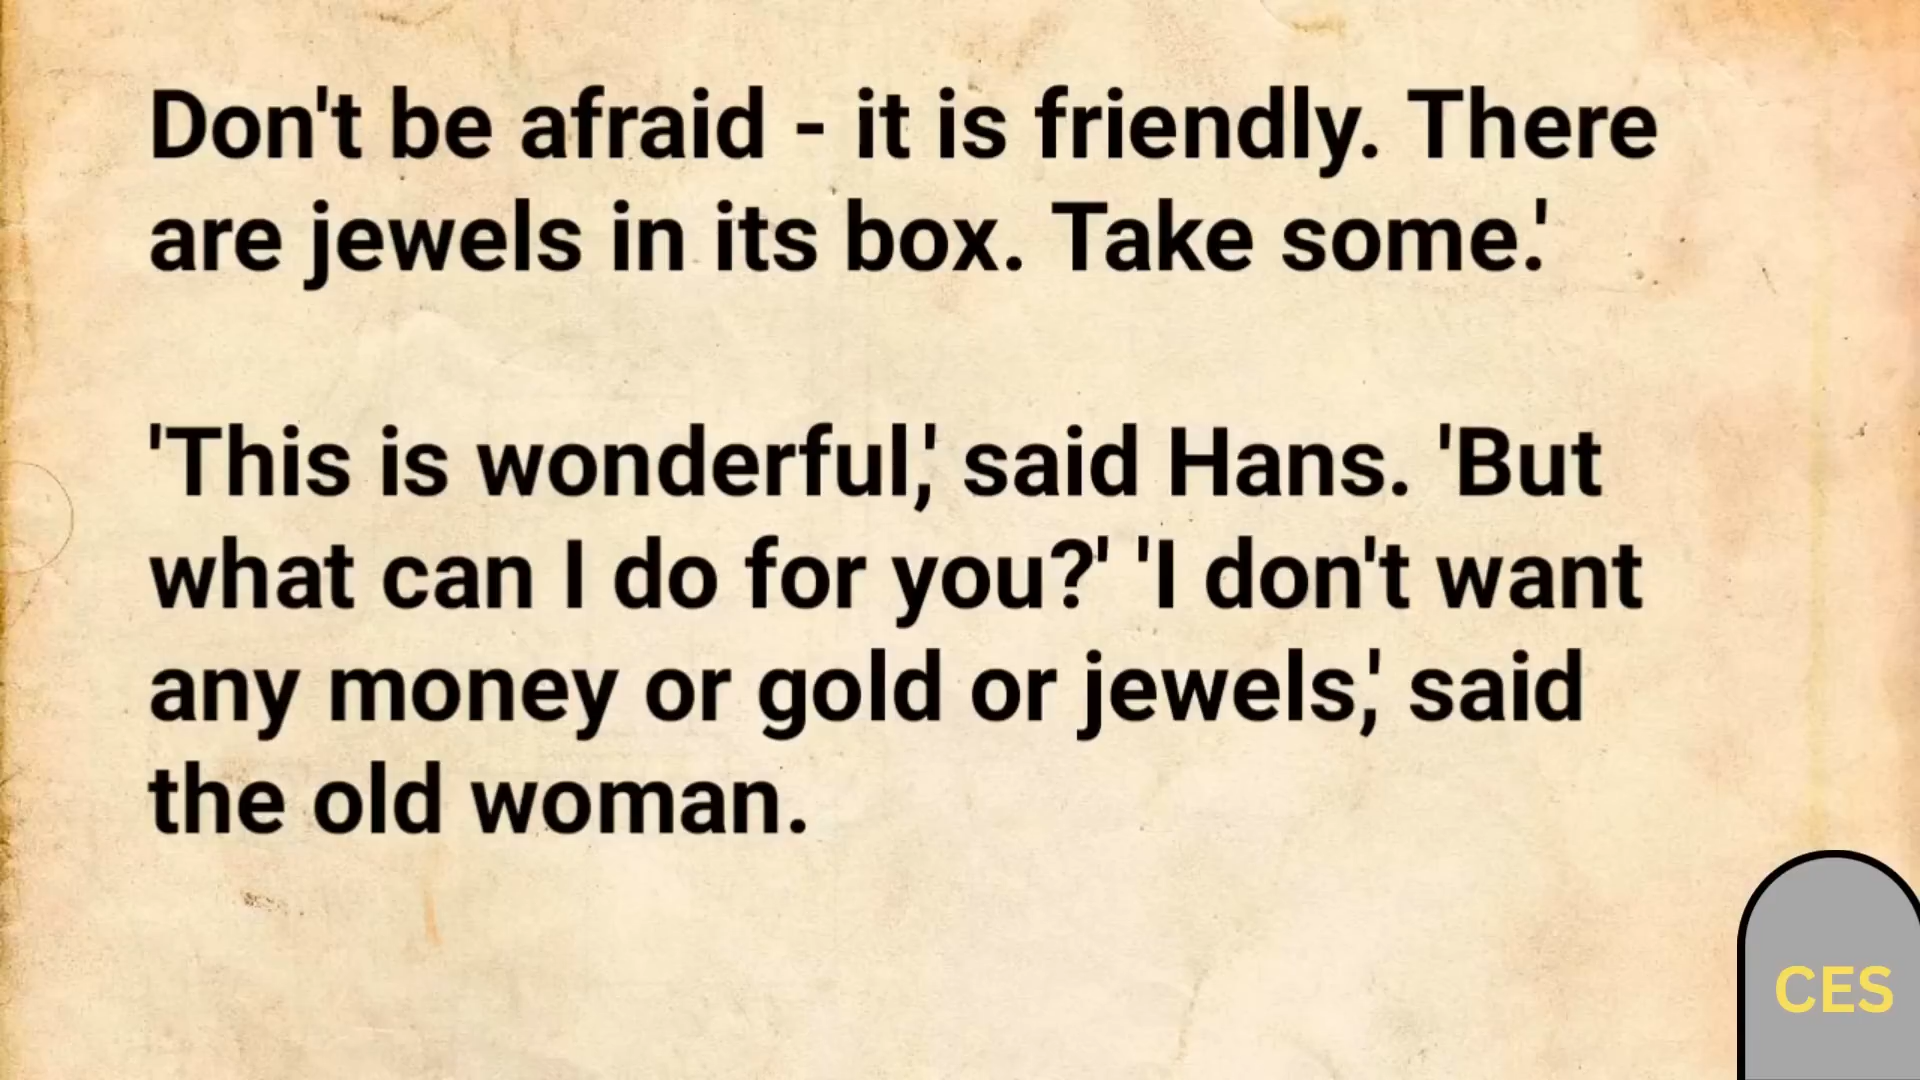 Don't be afraid - it is friendly. There
are jewels in its box. Take some.'
'This is wonderful,' said Hans. 'But
what can I do for you?' 'I don't want
any money or gold or jewels,' said
the old woman.
CES